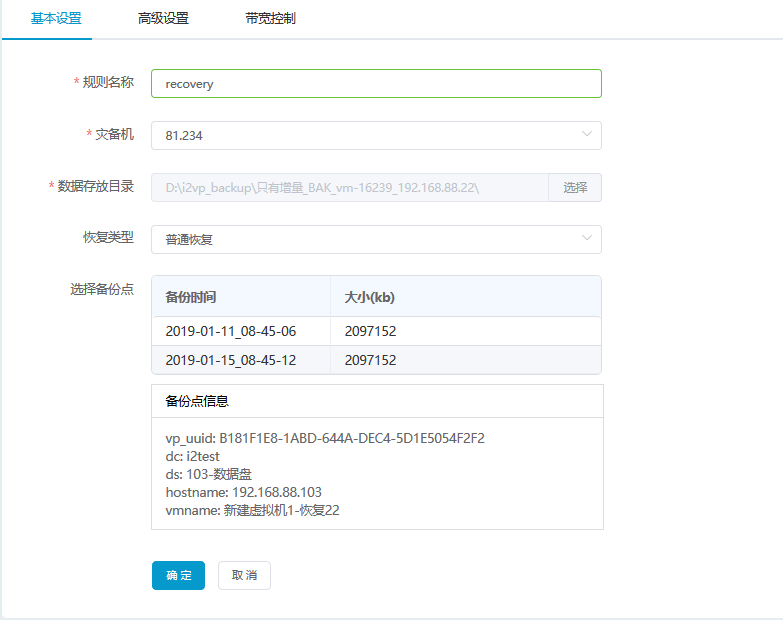 基本设置 高级设置 带宽控制
* 规则名称 recovery
* 灾备机 81.234
* 数据存放目录 D:\i2vp_backup\只有增量_BAK_vm-16239_192.168.88.22\ 选择
恢复类型 普通恢复
选择备份点 备份时间 大小(kb)
2019-01-11_08-45-06 2097152
2019-01-15_08-45-12 2097152
备份点信息
vp_uuid: B181F1E8-1ABD-644A-DEC4-5D1E5054F2F2
dc: i2test
ds: 103-数据盘
hostname: 192.168.88.103
vmname: 新建虚拟机1-恢复22
确定 取消